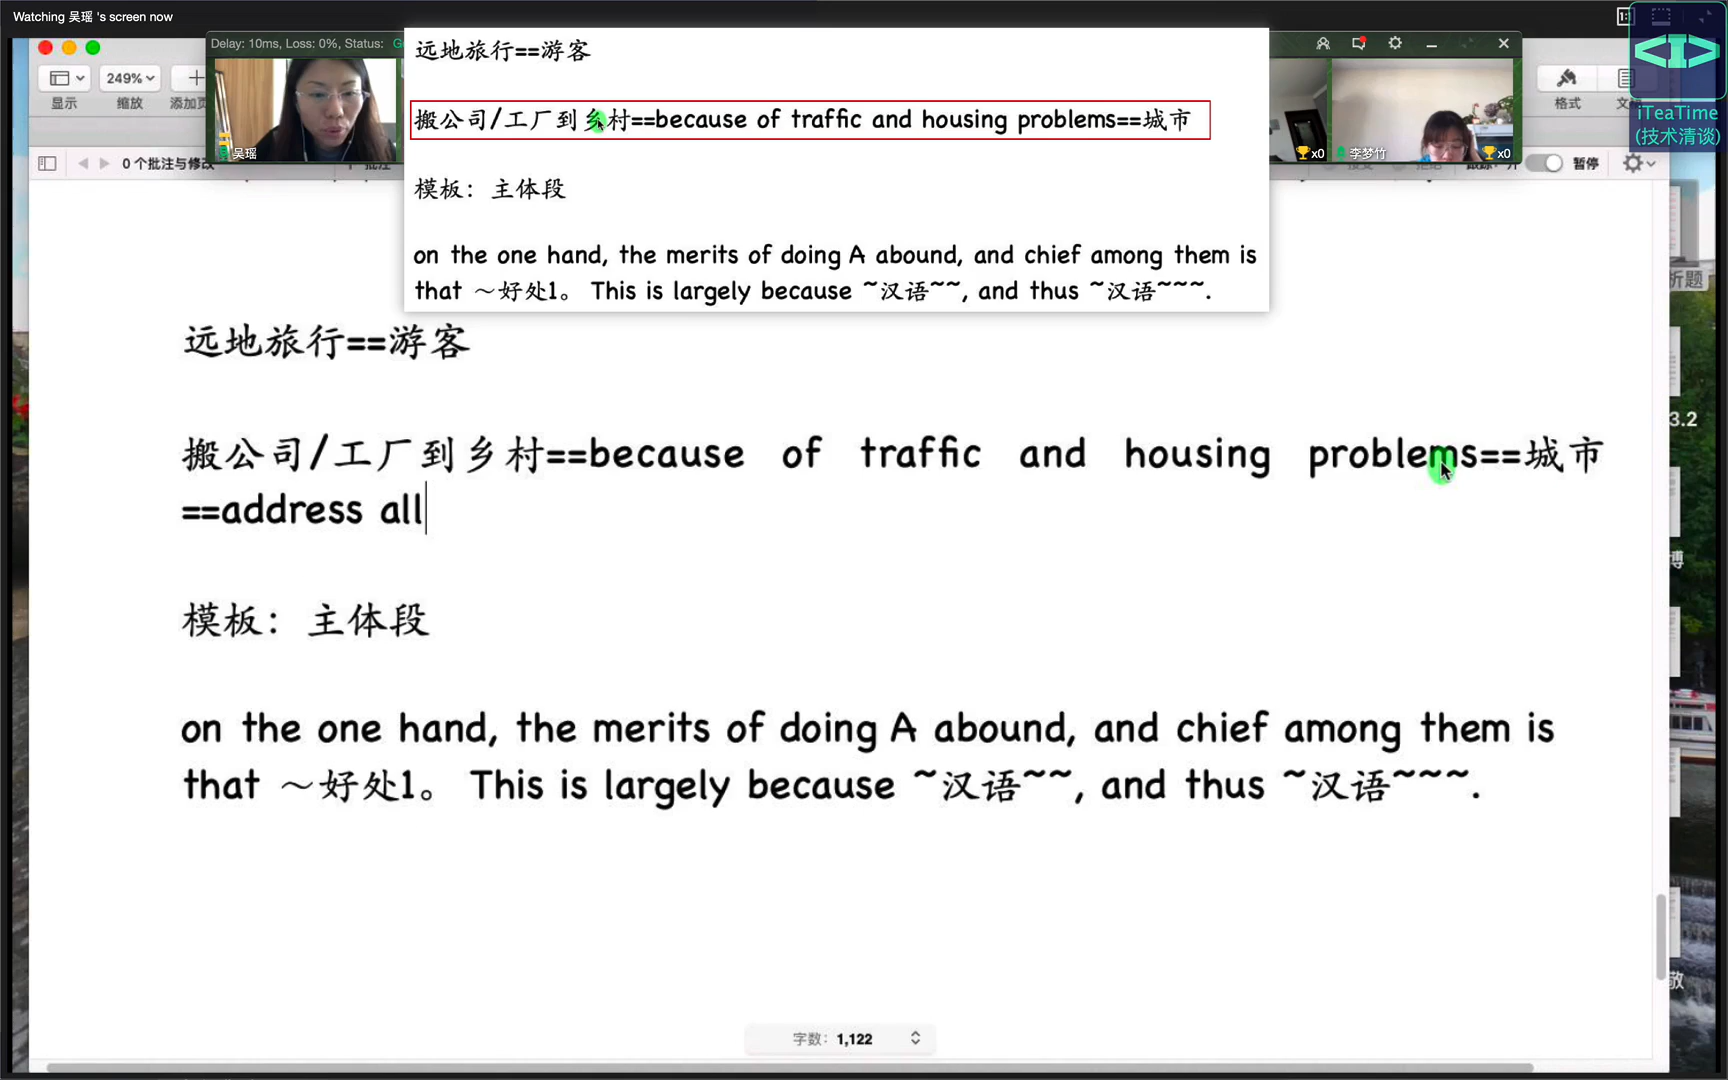 Watching 吴瑶 's screen now
Delay: 10ms, Loss: 0%, Status:
249%
显示
缩放
0 个批注与修改
吴瑶
x0
李梦竹
x0
格式
暂停
iTeaTime
(技术清谈)
远地旅行==游客
搬公司/工厂到乡村==because of traffic and housing problems==城市
模板：主体段
on the one hand, the merits of doing A abound, and chief among them is
that ～好处1。 This is largely because ~汉语~~, and thus ~汉语~~~.
远地旅行==游客
搬公司/工厂到乡村==because of traffic and housing problems==城市
==address all
模板：主体段
on the one hand, the merits of doing A abound, and chief among them is
that ～好处1。 This is largely because ~汉语~~, and thus ~汉语~~~.
析题
3.2
博
敬
字数：1,122